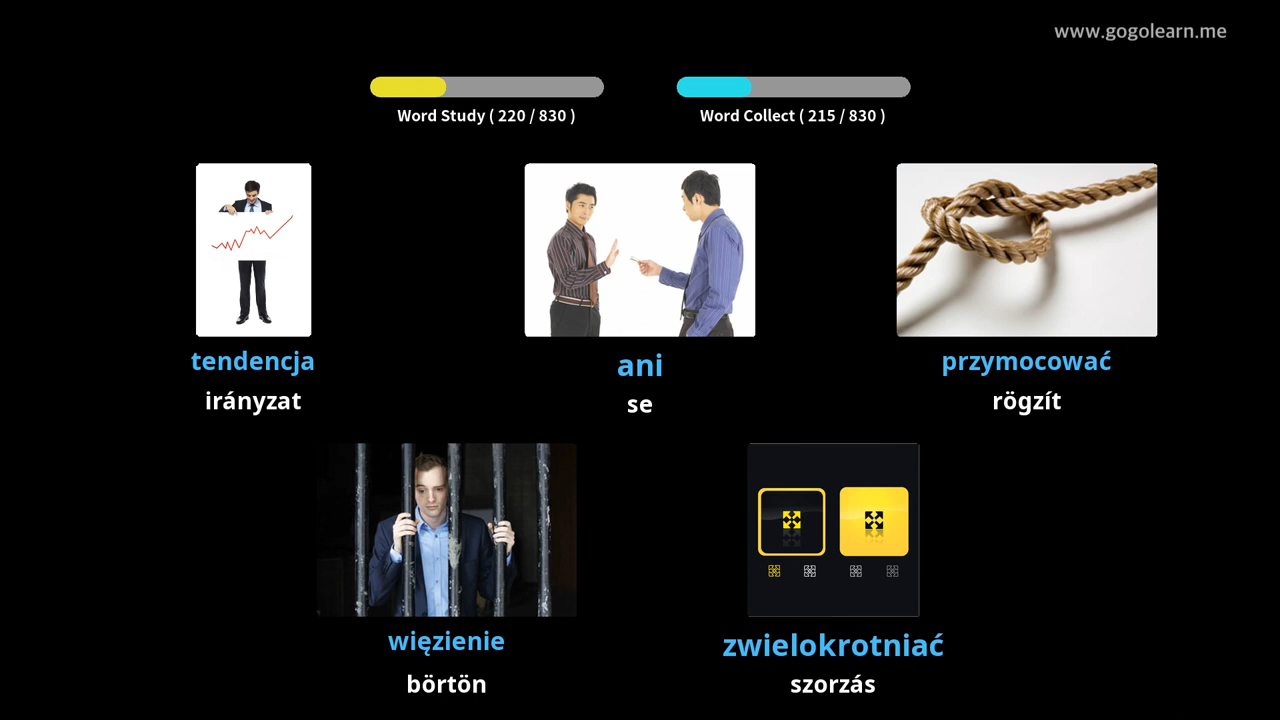 www.gogolearn.me
Word Study ( 220 / 830 )
Word Collect ( 215 / 830 )
tendencja
irányzat
ani
se
przymocować
rögzít
więzienie
börtön
zwielokrotniać
szorzás